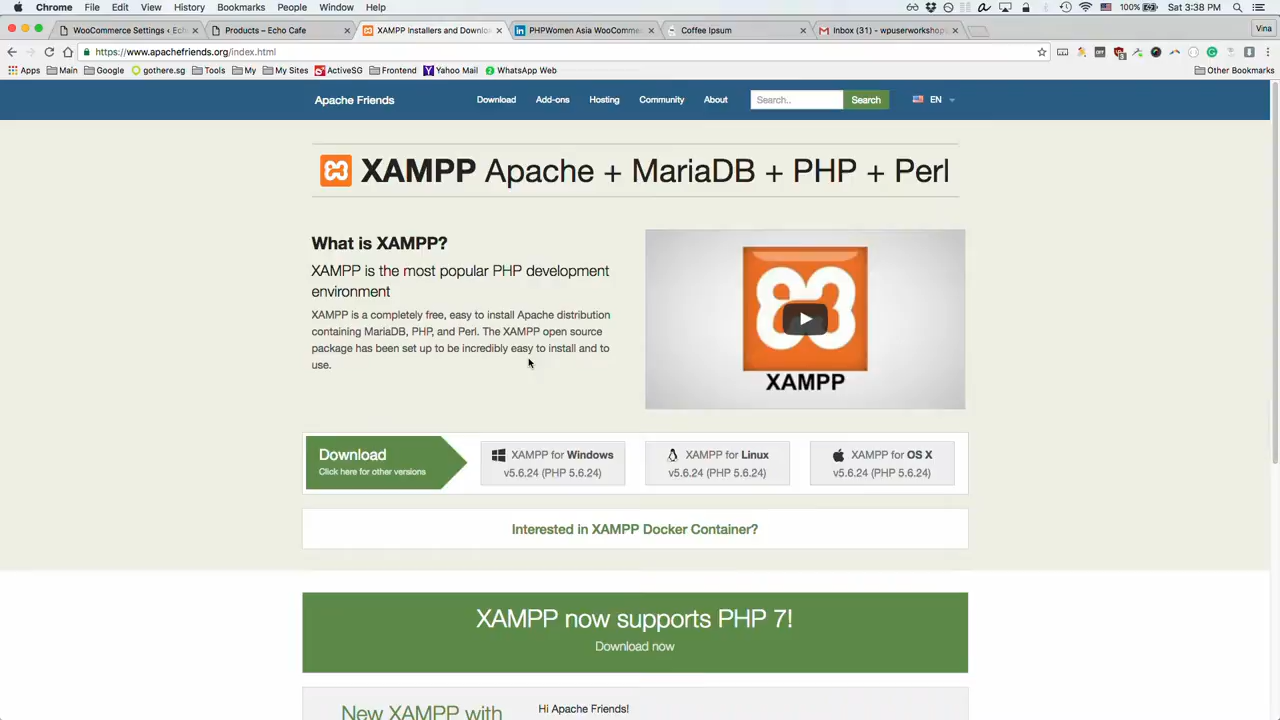 Chrome File Edit View History Bookmarks People Window Help 100% Sat 3:38 PM
WooCommerce Settings ‹ Echo Products – Echo Cafe XAMPP Installers and Downloa PHPWomen Asia WooCommer Coffee Ipsum Inbox (31) - wpuserworkshop Vina
https://www.apachefriends.org/index.html
Apps Main Google gothere.sg Tools My My Sites ActiveSG Frontend Yahoo Mail WhatsApp Web Other Bookmarks
Apache Friends Download Add-ons Hosting Community About Search.. Search EN
XAMPP Apache + MariaDB + PHP + Perl
What is XAMPP?
XAMPP is the most popular PHP development
environment
XAMPP is a completely free, easy to install Apache distribution
containing MariaDB, PHP, and Perl. The XAMPP open source
package has been set up to be incredibly easy to install and to
use.
XAMPP
Download
Click here for other versions
XAMPP for Windows
v5.6.24 (PHP 5.6.24)
XAMPP for Linux
v5.6.24 (PHP 5.6.24)
XAMPP for OS X
v5.6.24 (PHP 5.6.24)
Interested in XAMPP Docker Container?
XAMPP now supports PHP 7!
Download now
New XAMPP with
Hi Apache Friends!